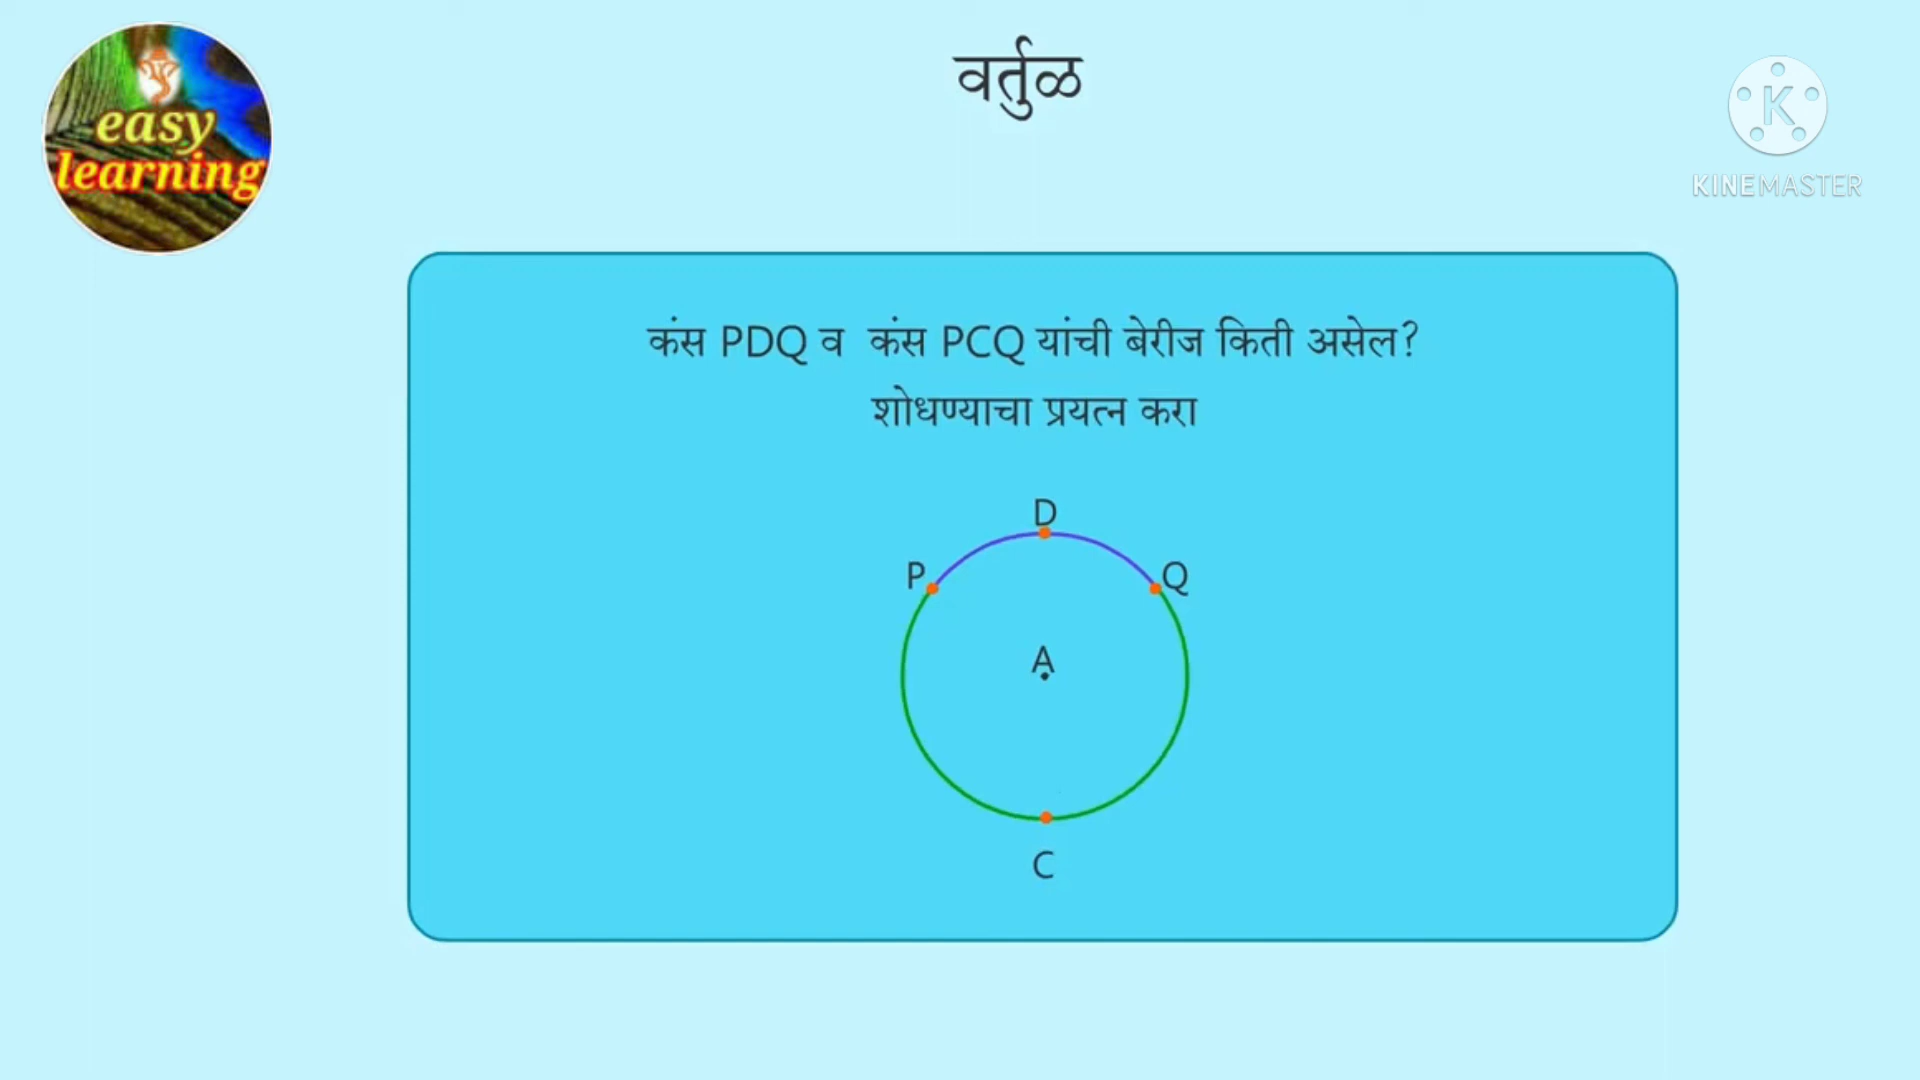 easy
learning
वर्तुळ
K
KINEMASTER
कंस PDQ व कंस PCQ यांची बेरीज किती असेल?
शोधण्याचा प्रयत्न करा
D
P
Q
A
C